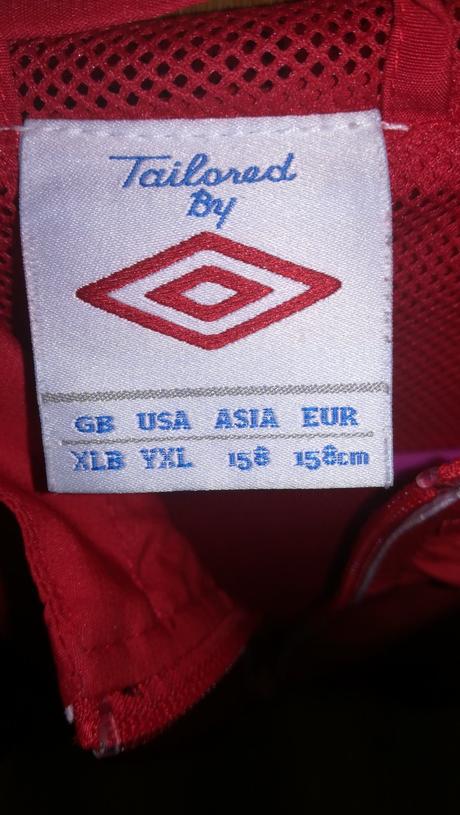 Tailored
By
GB USA ASIA EUR
XLB YXL 158 158cm